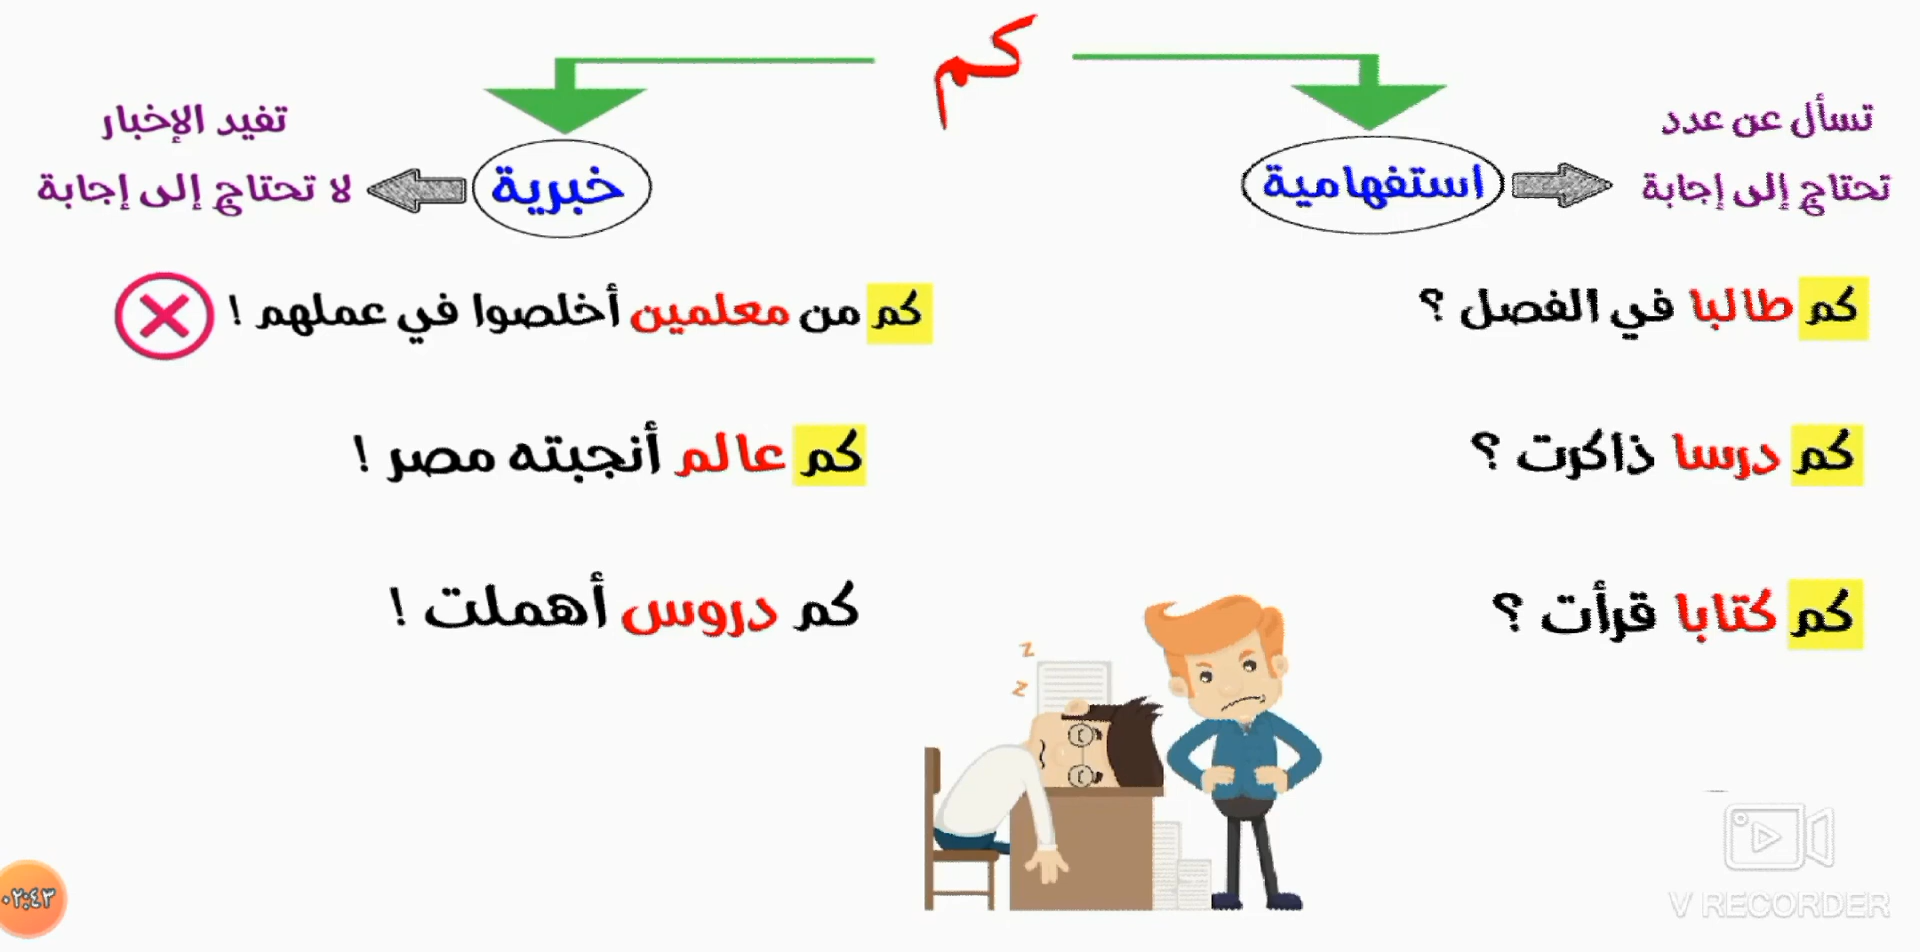 كم
استفهامية
تسأل عن عدد
تحتاج إلى إجابة
خبرية
تفيد الإخبار
لا تحتاج إلى إجابة
كم طالبا في الفصل ؟
كم من معلمين أخلصوا في عملهم !
كم درسا ذاكرت ؟
كم عالم أنجبته مصر !
كم كتابا قرأت ؟
كم دروس أهملت !
z
z
V RECORDER
٠٢:٤٣